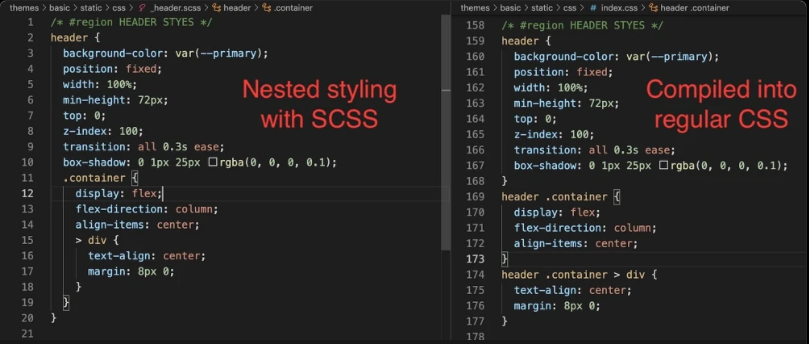 themes > basic > static > css > _header.scss > header > .container
1 /* #region HEADER STYES */
2 header {
3 background-color: var(--primary);
4 position: fixed;
5 width: 100%;
6 min-height: 72px;
7 top: 0;
8 z-index: 100;
9 transition: all 0.3s ease;
10 box-shadow: 0 1px 25px rgba(0, 0, 0, 0.1);
11 .container {
12 display: flex;
13 flex-direction: column;
14 align-items: center;
15 > div {
16 text-align: center;
17 margin: 8px 0;
18 }
19 }
20 }
21
Nested styling
with SCSS
themes > basic > static > css > # index.css > header .container
158 /* #region HEADER STYES */
159 header {
160 background-color: var(--primary);
161 position: fixed;
162 width: 100%;
163 min-height: 72px;
164 top: 0;
165 z-index: 100;
166 transition: all 0.3s ease;
167 box-shadow: 0 1px 25px rgba(0, 0, 0, 0.1);
168 }
169 header .container {
170 display: flex;
171 flex-direction: column;
172 align-items: center;
173 }
174 header .container > div {
175 text-align: center;
176 margin: 8px 0;
177 }
178
Compiled into
regular CSS